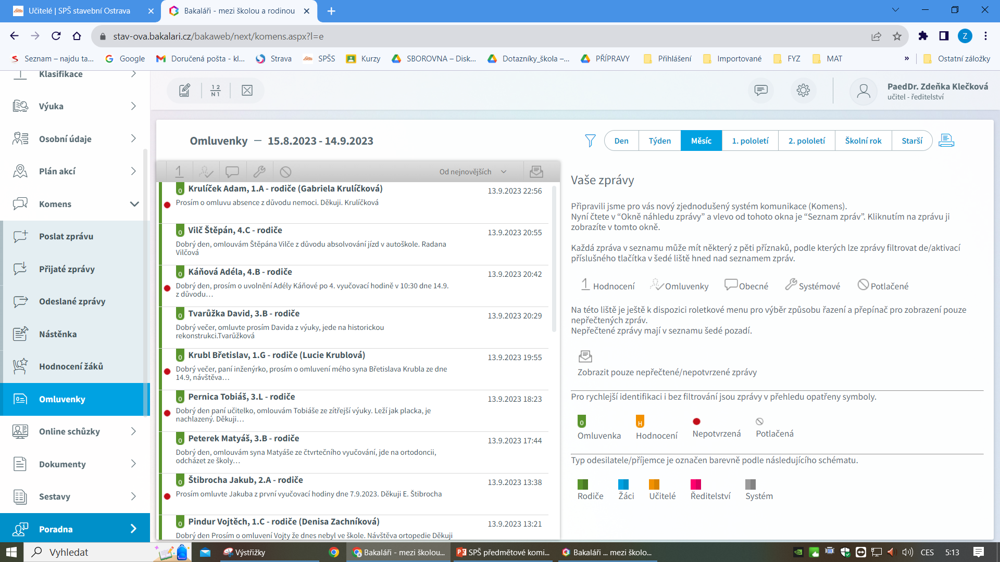 Učitelé | SPŠ stavební Ostrava
Bakaláři - mezi školou a rodinou
stav-ova.bakalari.cz/bakaweb/next/komens.aspx?l=e
Z
Seznam – najdu ta...
Google
Doručená pošta - kl...
Strava
SPŠS
Kurzy
SBOROVNA – Disk...
Dotazníky_škola –...
PŘÍPRAVY
Přihlášení
Importované
FYZ
MAT
»
Ostatní záložky
Klasifikace
Výuka
Osobní údaje
Plán akcí
Komens
Poslat zprávu
Přijaté zprávy
Odeslané zprávy
Nástěnka
Hodnocení žáků
Omluvenky
Online schůzky
Dokumenty
Sestavy
Poradna
1 2
N 1
PaedDr. Zdeňka Klečková
učitel - ředitelství
Omluvenky — 15.8.2023 - 14.9.2023
Den
Týden
Měsíc
1. pololetí
2. pololetí
Školní rok
Starší
1
Od nejnovějších
0 Krulíček Adam, 1.A - rodiče (Gabriela Krulíčková) 13.9.2023 22:56
Prosím o omluvu absence z důvodu nemoci. Děkuji. Krulíčková
0 Vilč Štěpán, 4.C - rodiče 13.9.2023 20:55
Dobrý den, omlouvám Štěpána Vilče z důvodu absolvování jízd v autoškole. Radana
Vilčová
0 Káňová Adéla, 4.B - rodiče 13.9.2023 20:42
Dobrý den, prosím o uvolnění Adély Káňové po 4. vyučovací hodině v 10:30 dne 14.9.
z důvodu…
0 Tvarůžka David, 3.B - rodiče 13.9.2023 20:29
Dobrý večer, omluvte prosím Davida z výuky, jede na historickou
rekonstrukci.Tvarůžková
0 Krubl Břetislav, 1.G - rodiče (Lucie Krublová) 13.9.2023 19:55
Dobrý večer, paní inženýrko, prosím o omluvení mého syna Břetislava Krubla ze dne
14.9, návštěva…
0 Pernica Tobiáš, 3.L - rodiče 13.9.2023 18:23
Dobrý den paní učitelko, omlouvám Tobiáše ze zítřejší výuky. Leží jak placka, je
nachlazený. Děkuji…
0 Peterek Matyáš, 3.B - rodiče 13.9.2023 17:44
Dobrý den, omlouvám syna Matyáše ze čtvrtečního vyučování, jde na ortodoncii,
odcházet ze školy…
0 Štibrocha Jakub, 2.A - rodiče 13.9.2023 13:38
Prosím omluvte Jakuba z první vyučovací hodiny dne 7.9.2023. Děkuji E. Štibrocha
0 Pindur Vojtěch, 1.C - rodiče (Denisa Zachníková) 13.9.2023 13:21
Dobrý den Prosím o omluvení Vojty že dnes nebyl ve škole. Návštěva ortopedie Děkuji
Vaše zprávy
Připravili jsme pro vás nový zjednodušený systém komunikace (Komens).
Nyní čtete v “Okně náhledu zprávy” a vlevo od tohoto okna je “Seznam zpráv”. Kliknutím na zprávu ji
zobrazíte v tomto okně.
Každá zpráva v seznamu může mít některý z pěti příznaků, podle kterých lze zprávy filtrovat de/aktivací
příslušného tlačítka v šedé liště hned nad seznamem zpráv.
1 Hodnocení Omluvenky Obecné Systémové Potlačené
Na této liště je ještě k dispozici roletkové menu pro výběr způsobu řazení a přepínač pro zobrazení pouze
nepřečtených zpráv.
Nepřečtené zprávy mají v seznamu šedé pozadí.
Zobrazit pouze nepřečtené/nepotvrzené zprávy
Pro rychlejší identifikaci i bez filtrování jsou zprávy v přehledu opatřeny symboly.
0 H
Omluvenka Hodnocení Nepotvrzená Potlačená
Typ odesilatele/příjemce je označen barevně podle následujícího schématu.
Rodiče Žáci Učitelé Ředitelství Systém
Vyhledat
Výstřižky
Bakaláři - mezi školou...
SPŠ předmětové komi...
Bakaláři ... mezi školo...
CES
5:13